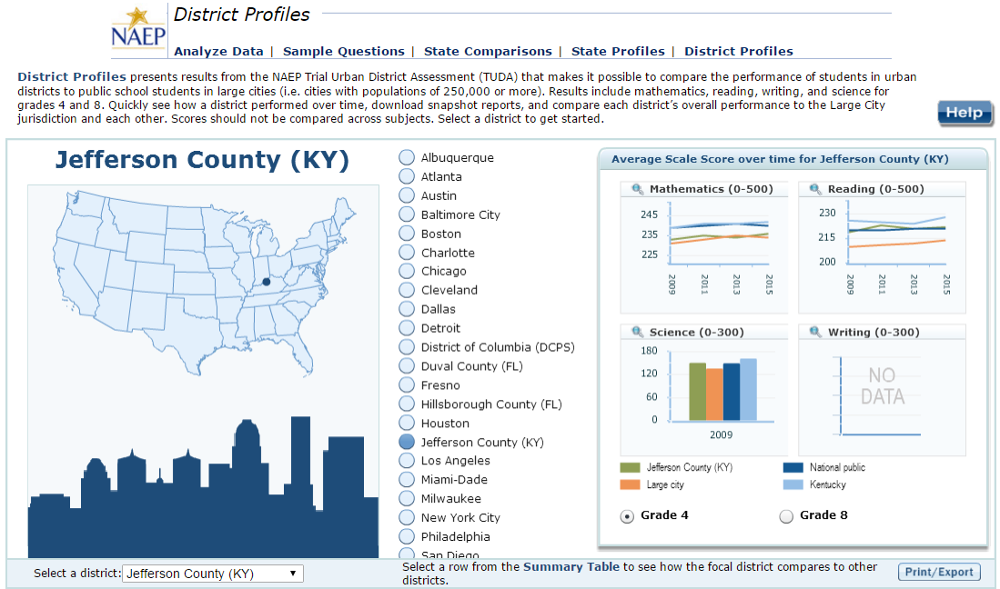 District Profiles
NAEP
Analyze Data | Sample Questions | State Comparisons | State Profiles | District Profiles
District Profiles presents results from the NAEP Trial Urban District Assessment (TUDA) that makes it possible to compare the performance of students in urban
districts to public school students in large cities (i.e. cities with populations of 250,000 or more). Results include mathematics, reading, writing, and science for
grades 4 and 8. Quickly see how a district performed over time, download snapshot reports, and compare each district's overall performance to the Large City
jurisdiction and each other. Scores should not be compared across subjects. Select a district to get started.
Help
Jefferson County (KY)
Albuquerque
Atlanta
Austin
Baltimore City
Boston
Charlotte
Chicago
Cleveland
Dallas
Detroit
District of Columbia (DCPS)
Duval County (FL)
Fresno
Hillsborough County (FL)
Houston
Jefferson County (KY)
Los Angeles
Miami-Dade
Milwaukee
New York City
Philadelphia
San Diego
Average Scale Score over time for Jefferson County (KY)
Mathematics (0-500)
245
235
225
2009
2011
2013
2015
Reading (0-500)
230
215
200
2009
2011
2013
2015
Science (0-300)
180
120
60
0
2009
Writing (0-300)
NO
DATA
Jefferson County (KY)
National public
Large city
Kentucky
Grade 4
Grade 8
Select a district: Jefferson County (KY)
Select a row from the Summary Table to see how the focal district compares to other
districts.
Print/Export